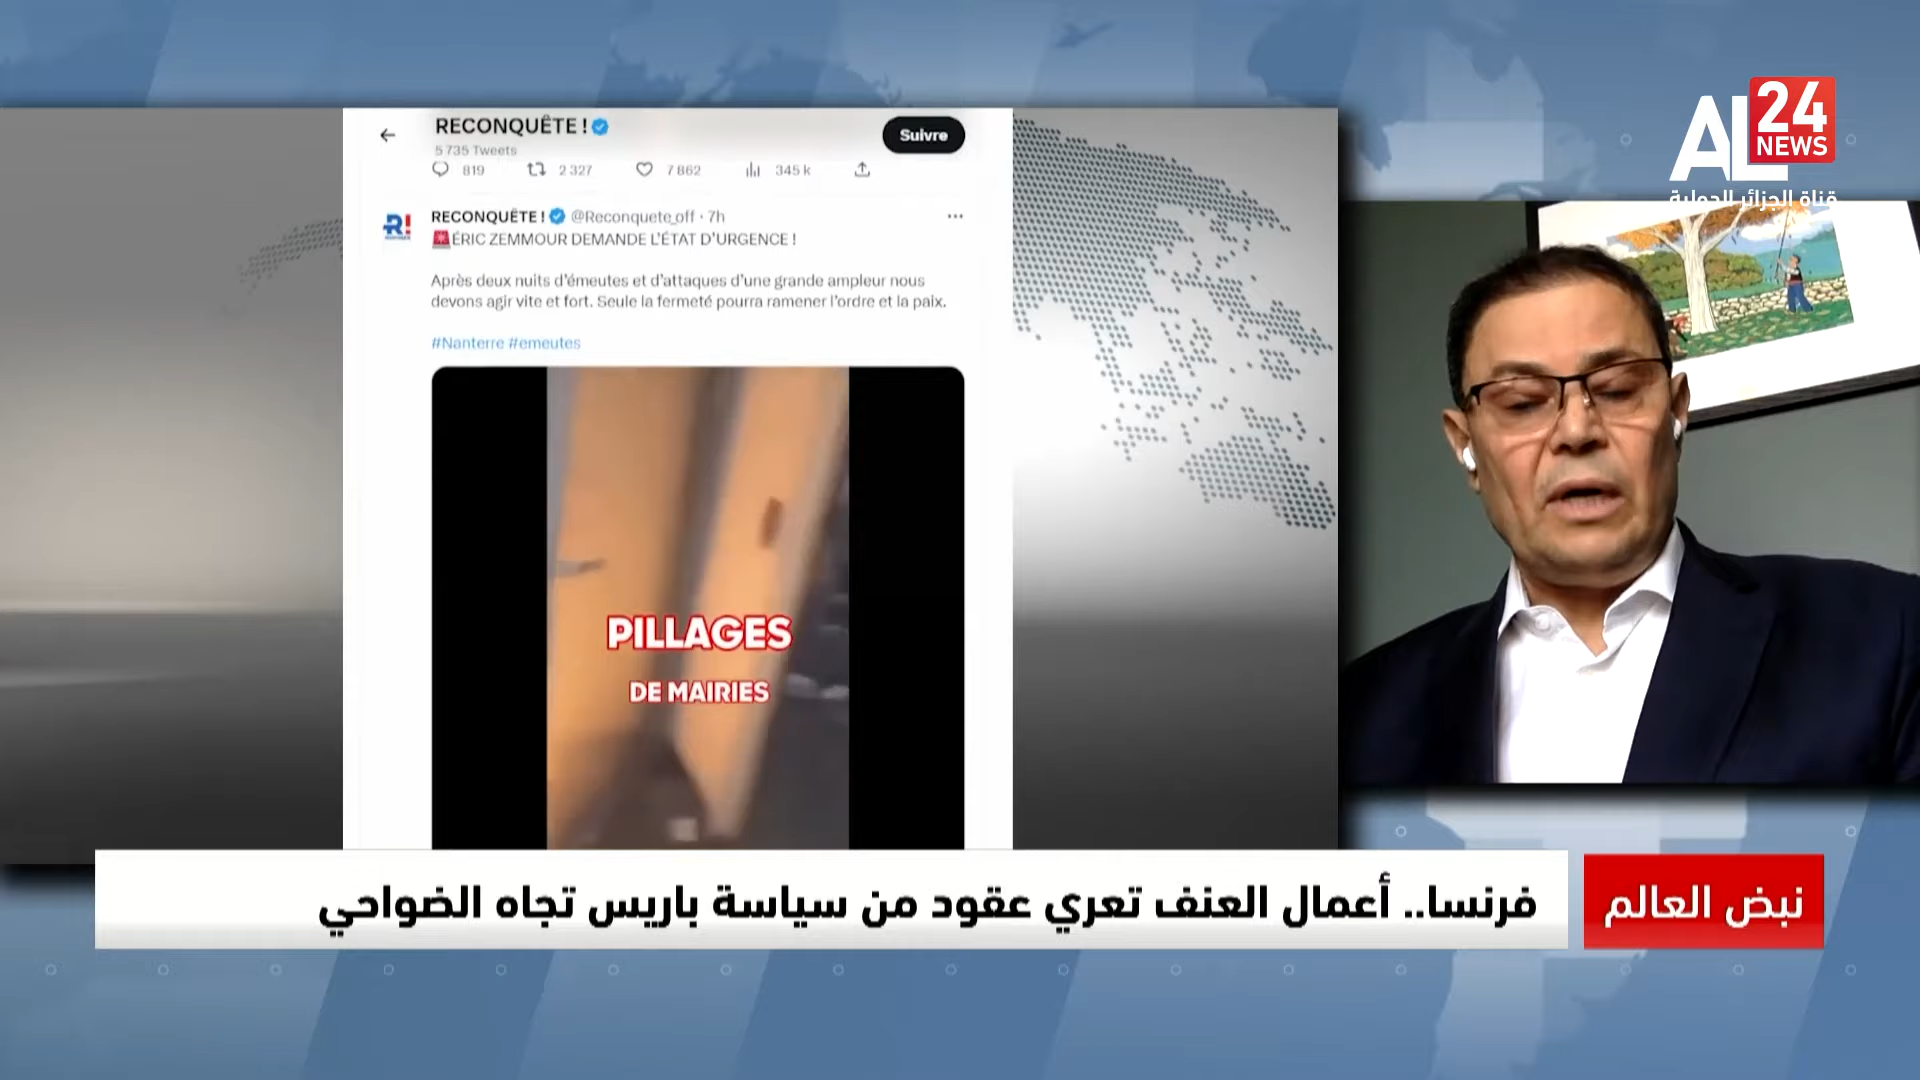 RECONQUÊTE !
5 735 Tweets
Suivre
819 2 327 7 862 345 k
RECONQUÊTE ! @Reconquete_off · 7h
ÉRIC ZEMMOUR DEMANDE L'ÉTAT D'URGENCE !
Après deux nuits d'émeutes et d'attaques d'une grande ampleur nous
devons agir vite et fort. Seule la fermeté pourra ramener l'ordre et la paix.
#Nanterre #emeutes
R!
PILLAGES
DE MAIRIES
AL
24
NEWS
قناة الجزائر الدولية
نبض العالم
فرنسا.. أعمال العنف تعري عقود من سياسة باريس تجاه الضواحي